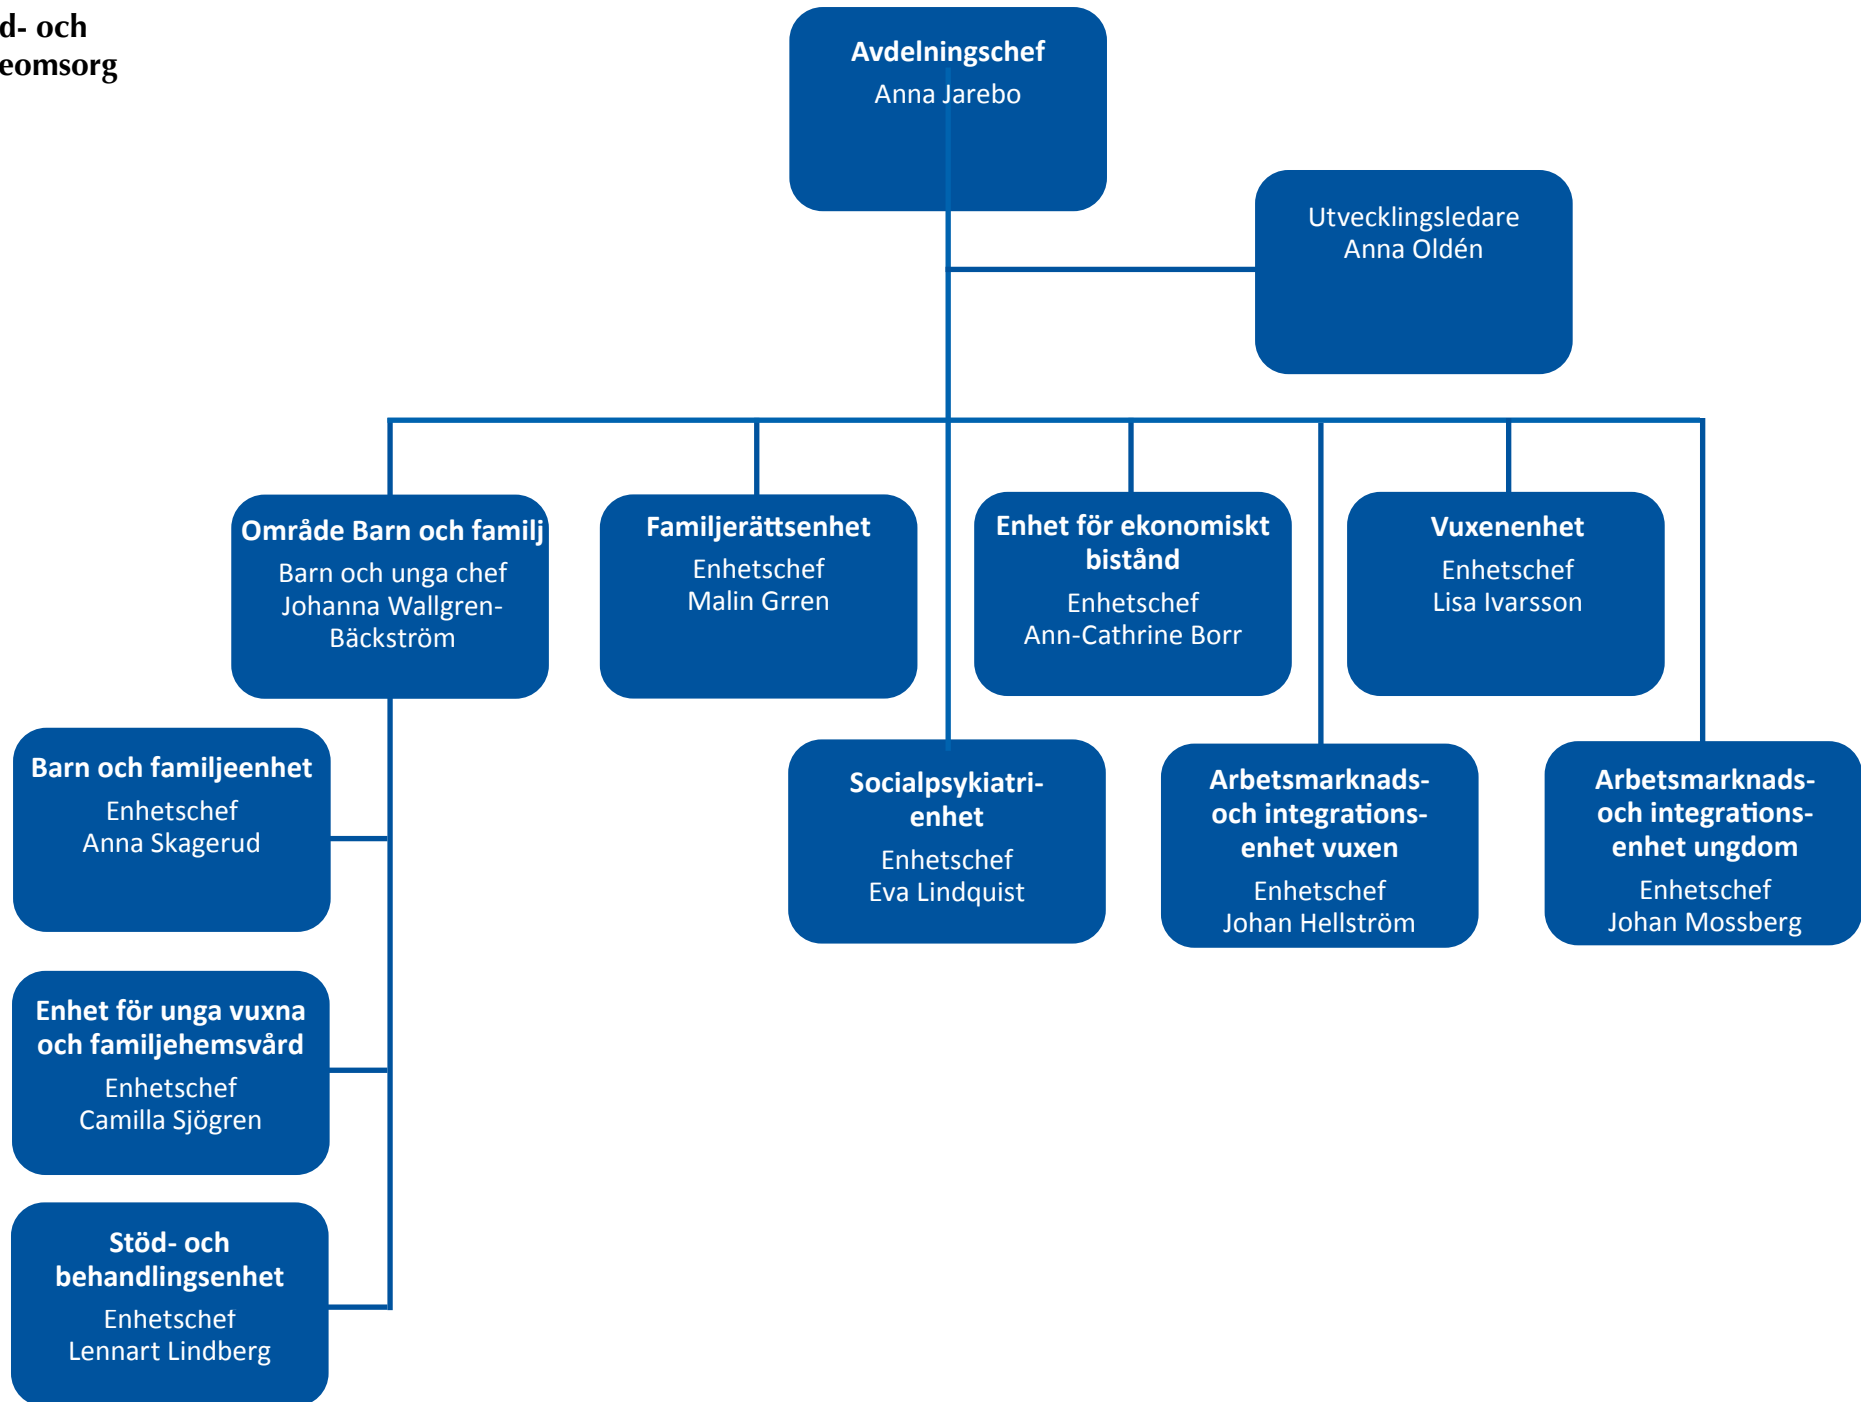 d- och
eomsorg
Avdelningschef
Anna Jarebo
Utvecklingsledare
Anna Oldén
Område Barn och familj
Barn och unga chef
Johanna Wallgren-
Bäckström
Familjerättsenhet
Enhetschef
Malin Grren
Enhet för ekonomiskt
bistånd
Enhetschef
Ann-Cathrine Borr
Vuxenenhet
Enhetschef
Lisa Ivarsson
Barn och familjeenhet
Enhetschef
Anna Skagerud
Socialpsykiatri-
enhet
Enhetschef
Eva Lindquist
Arbetsmarknads-
och integrations-
enhet vuxen
Enhetschef
Johan Hellström
Arbetsmarknads-
och integrations-
enhet ungdom
Enhetschef
Johan Mossberg
Enhet för unga vuxna
och familjehemsvård
Enhetschef
Camilla Sjögren
Stöd- och
behandlingsenhet
Enhetschef
Lennart Lindberg